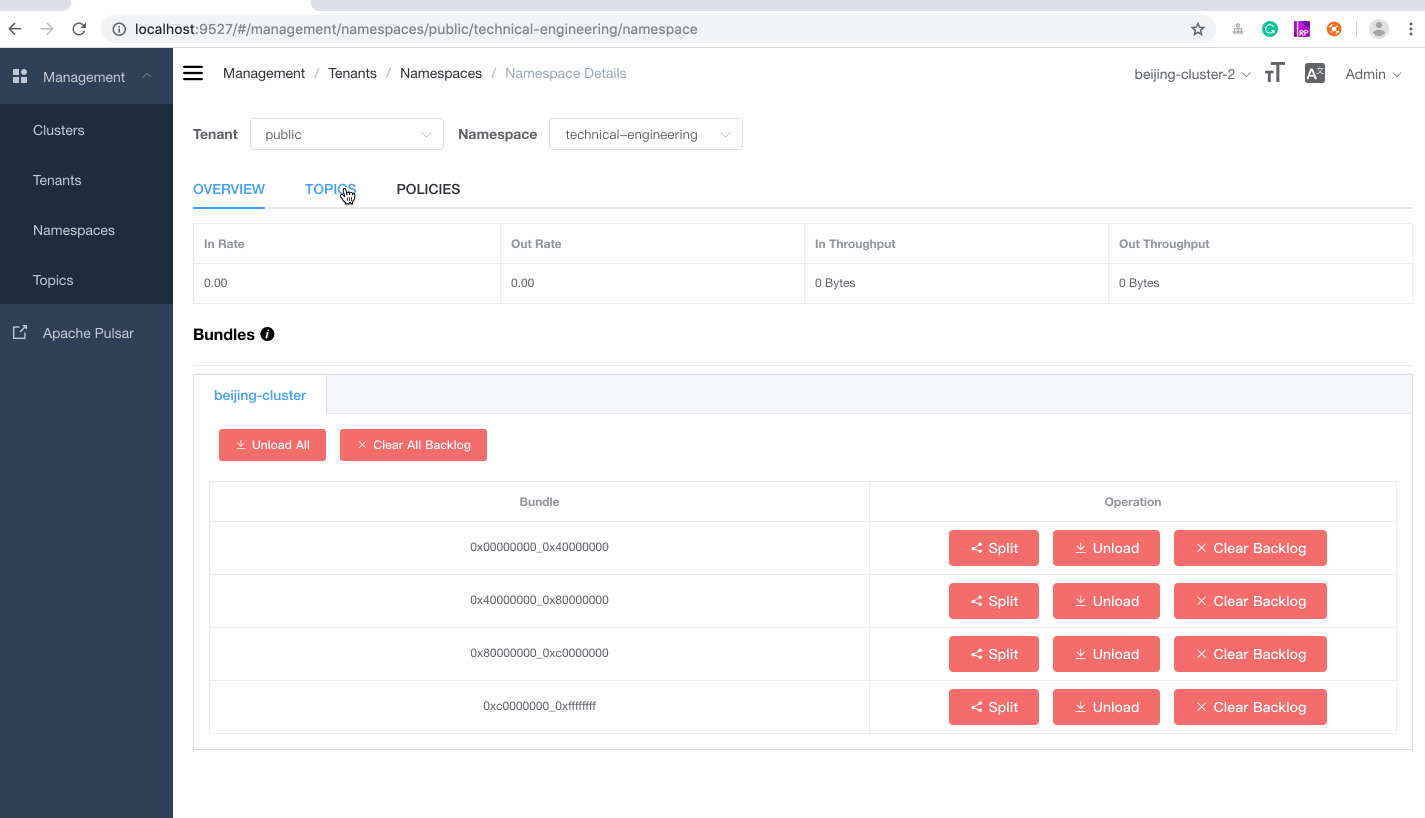 localhost:9527/#/management/namespaces/public/technical-engineering/namespace
RP
Management
Clusters
Tenants
Namespaces
Topics
Apache Pulsar
Management / Tenants / Namespaces / Namespace Details
beijing-cluster-2
Admin
Tenant public Namespace technical-engineering
OVERVIEW TOPICS POLICIES
In Rate Out Rate In Throughput Out Throughput
0.00 0.00 0 Bytes 0 Bytes
Bundles
beijing-cluster
Unload All Clear All Backlog
Bundle Operation
0x00000000_0x40000000 Split Unload Clear Backlog
0x40000000_0x80000000 Split Unload Clear Backlog
0x80000000_0xc0000000 Split Unload Clear Backlog
0xc0000000_0xffffffff Split Unload Clear Backlog